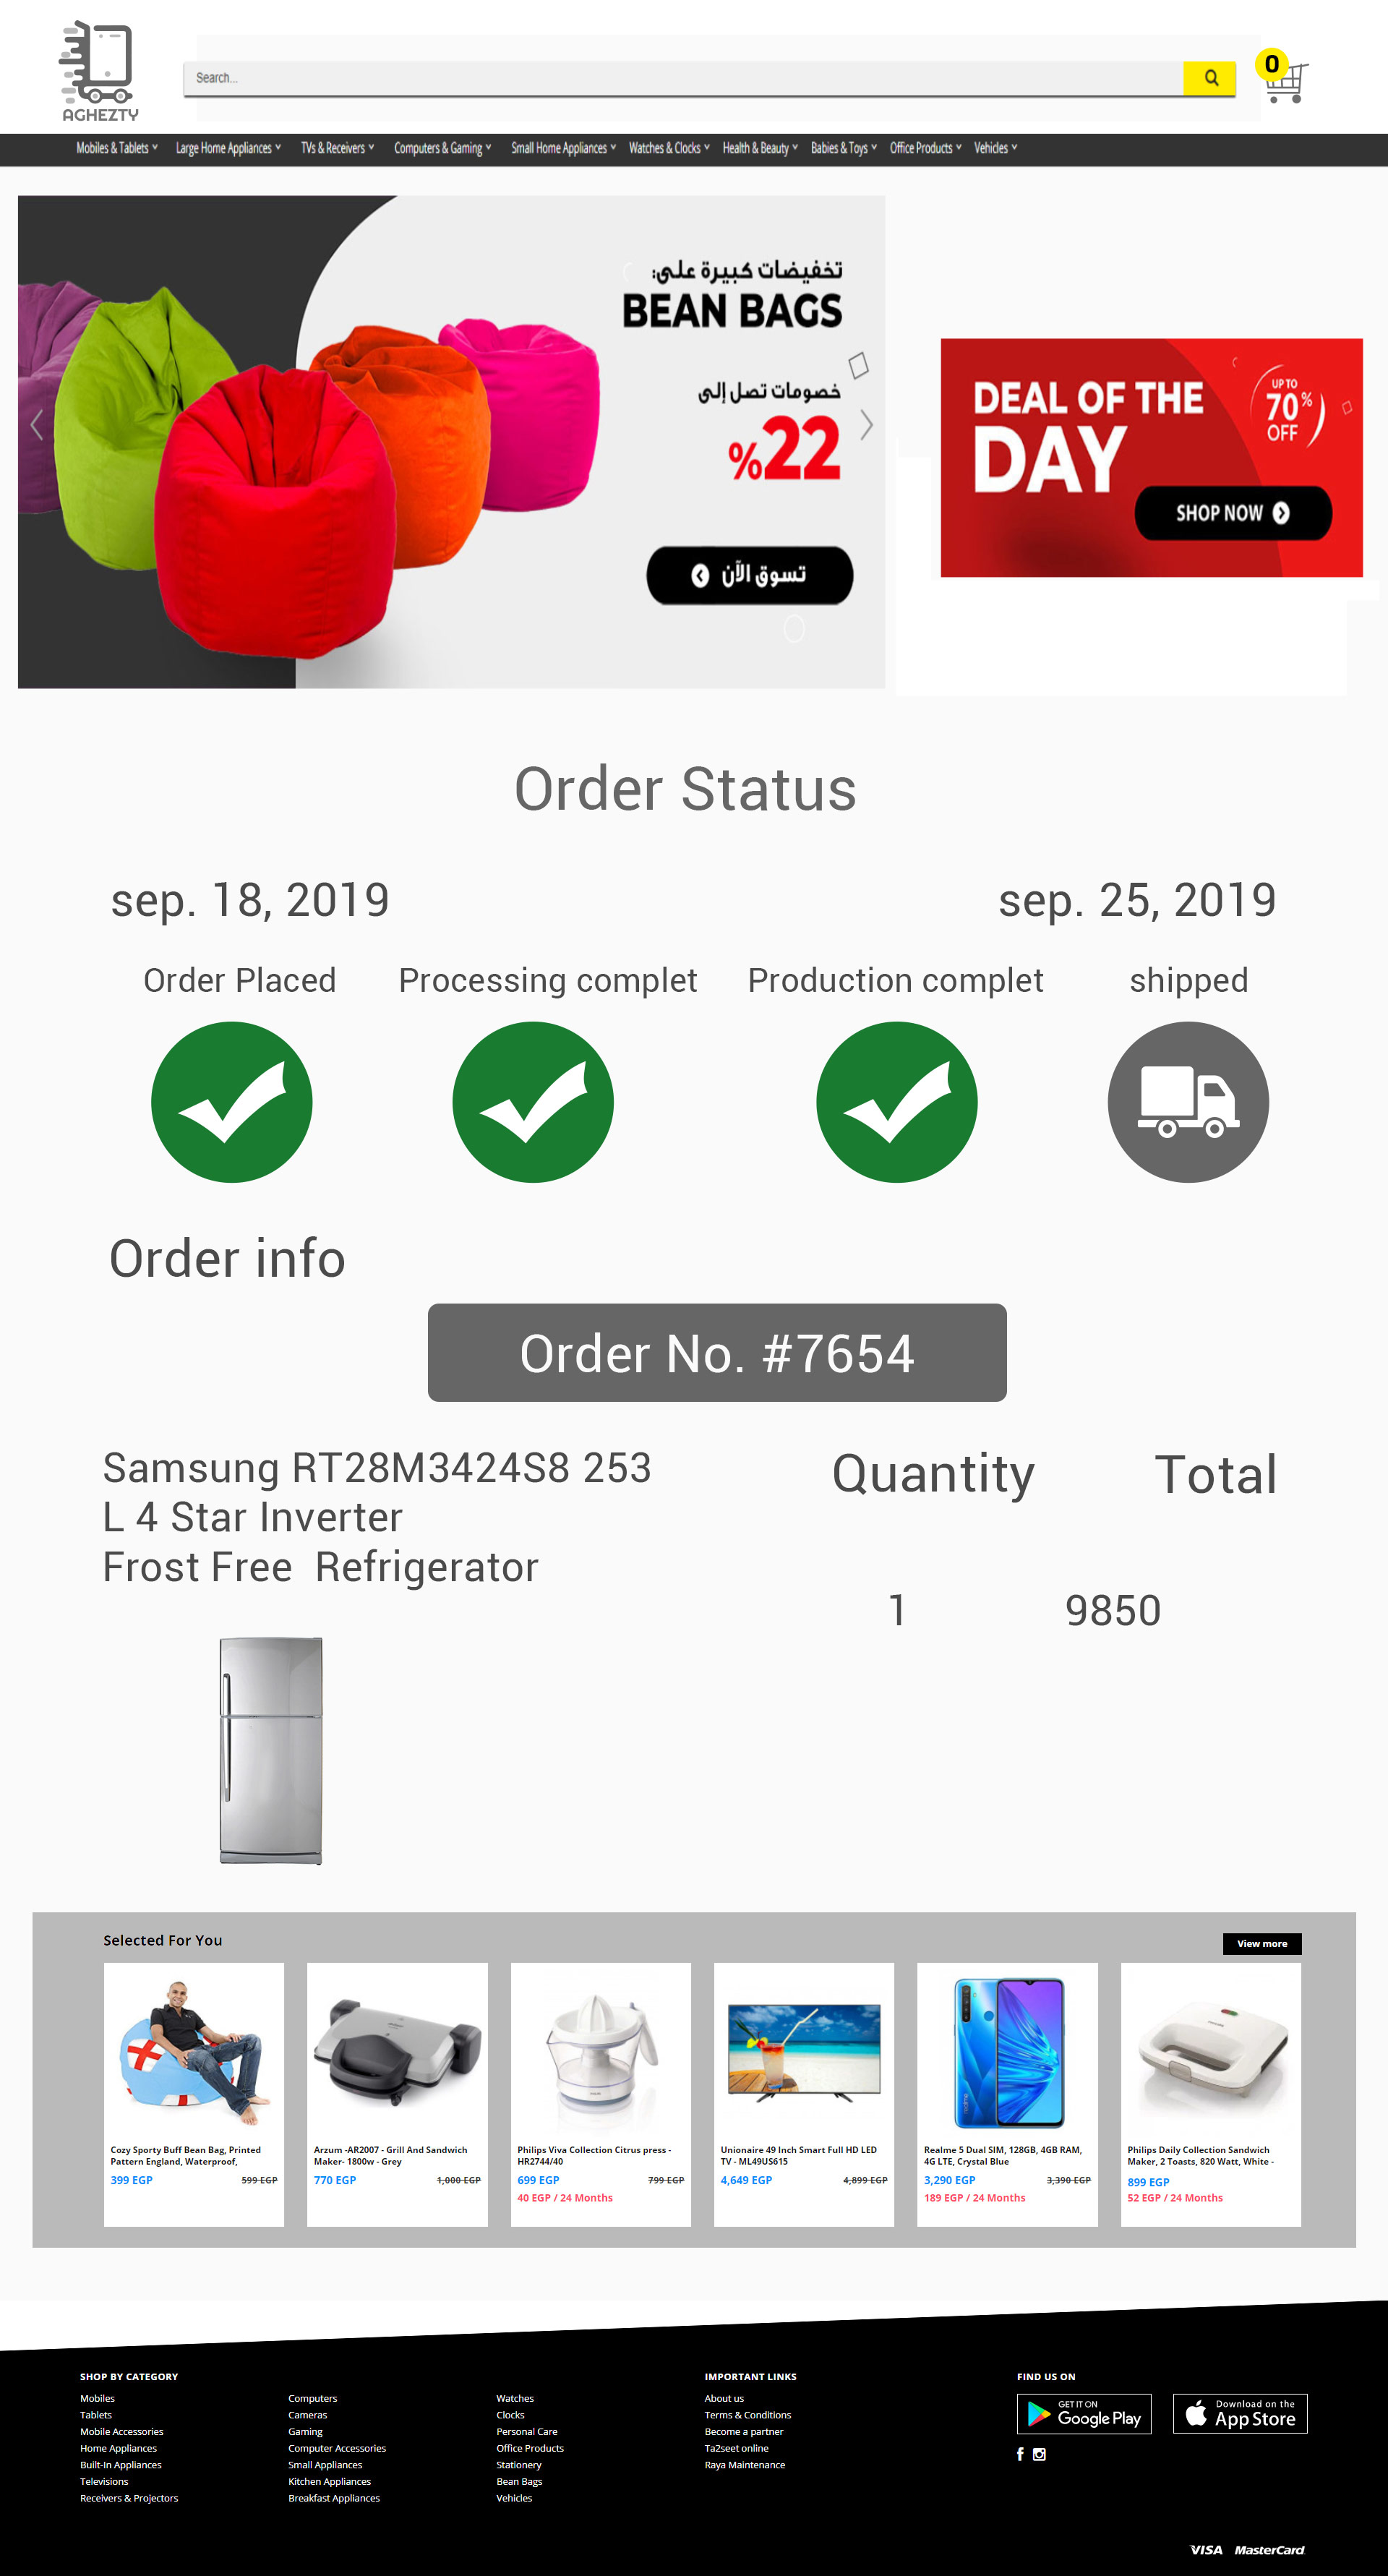 AGHEZTY
Search...
0
Mobiles & Tablets
Large Home Appliances
TVs & Receivers
Computers & Gaming
Small Home Appliances
Watches & Clocks
Health & Beauty
Babies & Toys
Office Products
Vehicles
تخفيضات كبيرة على:
BEAN BAGS
خصومات تصل إلى
%22
تسوق الآن
DEAL OF THE
DAY
UP TO
70%
OFF
SHOP NOW
Order Status
sep. 18, 2019
sep. 25, 2019
Order Placed
Processing complet
Production complet
shipped
Order info
Order No. #7654
Samsung RT28M3424S8 253
L 4 Star Inverter
Frost Free Refrigerator
Quantity
Total
1
9850
Selected For You
View more
Cozy Sporty Buff Bean Bag, Printed
Pattern England, Waterproof,
399 EGP
599 EGP
Arzum -AR2007 - Grill And Sandwich
Maker- 1800w - Grey
770 EGP
1,000 EGP
Philips Viva Collection Citrus press -
HR2744/40
699 EGP
799 EGP
40 EGP / 24 Months
Unionaire 49 Inch Smart Full HD LED
TV - ML49US615
4,649 EGP
4,899 EGP
Realme 5 Dual SIM, 128GB, 4GB RAM,
4G LTE, Crystal Blue
3,290 EGP
3,390 EGP
189 EGP / 24 Months
Philips Daily Collection Sandwich
Maker, 2 Toasts, 820 Watt, White -
899 EGP
52 EGP / 24 Months
SHOP BY CATEGORY
Mobiles
Tablets
Mobile Accessories
Home Appliances
Built-In Appliances
Televisions
Receivers & Projectors
Computers
Cameras
Gaming
Computer Accessories
Small Appliances
Kitchen Appliances
Breakfast Appliances
Watches
Clocks
Personal Care
Office Products
Stationery
Bean Bags
Vehicles
IMPORTANT LINKS
About us
Terms & Conditions
Become a partner
Ta2seet online
Raya Maintenance
FIND US ON
GET IT ON
Google Play
Download on the
App Store
VISA
MasterCard